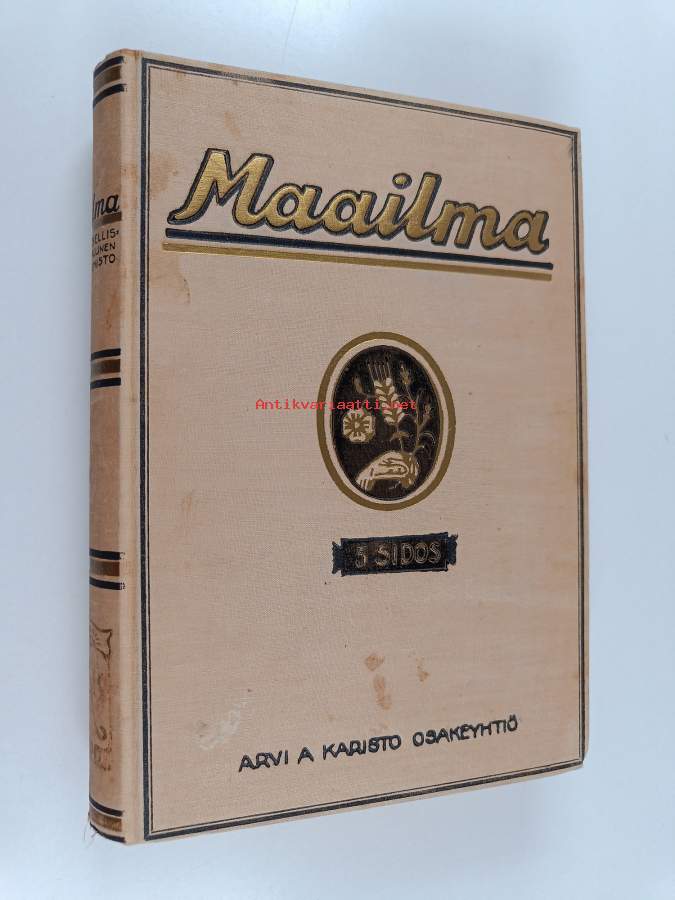 Maailma
Antikvariaatti.net
5 SIDOS
ARVI A KARISTO OSAKEYHTIÖ